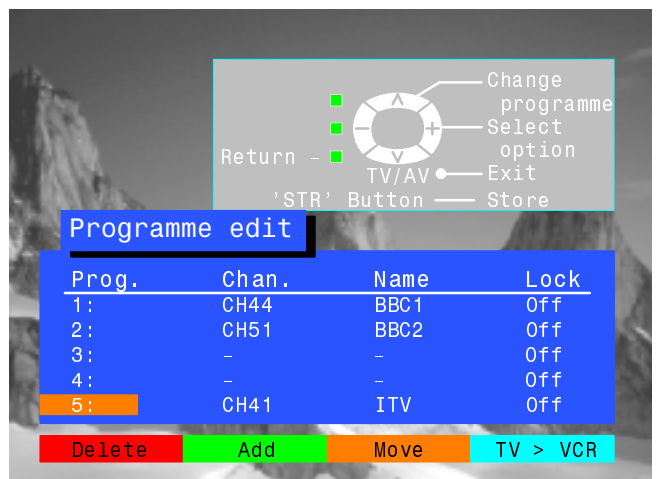 Change
programme
Select
option
Return –
TV/AV
Exit
'STR' Button
Store
Programme edit
Prog. Chan. Name Lock
1: CH44 BBC1 Off
2: CH51 BBC2 Off
3: – – Off
4: – – Off
5: CH41 ITV Off
Delete Add Move TV > VCR